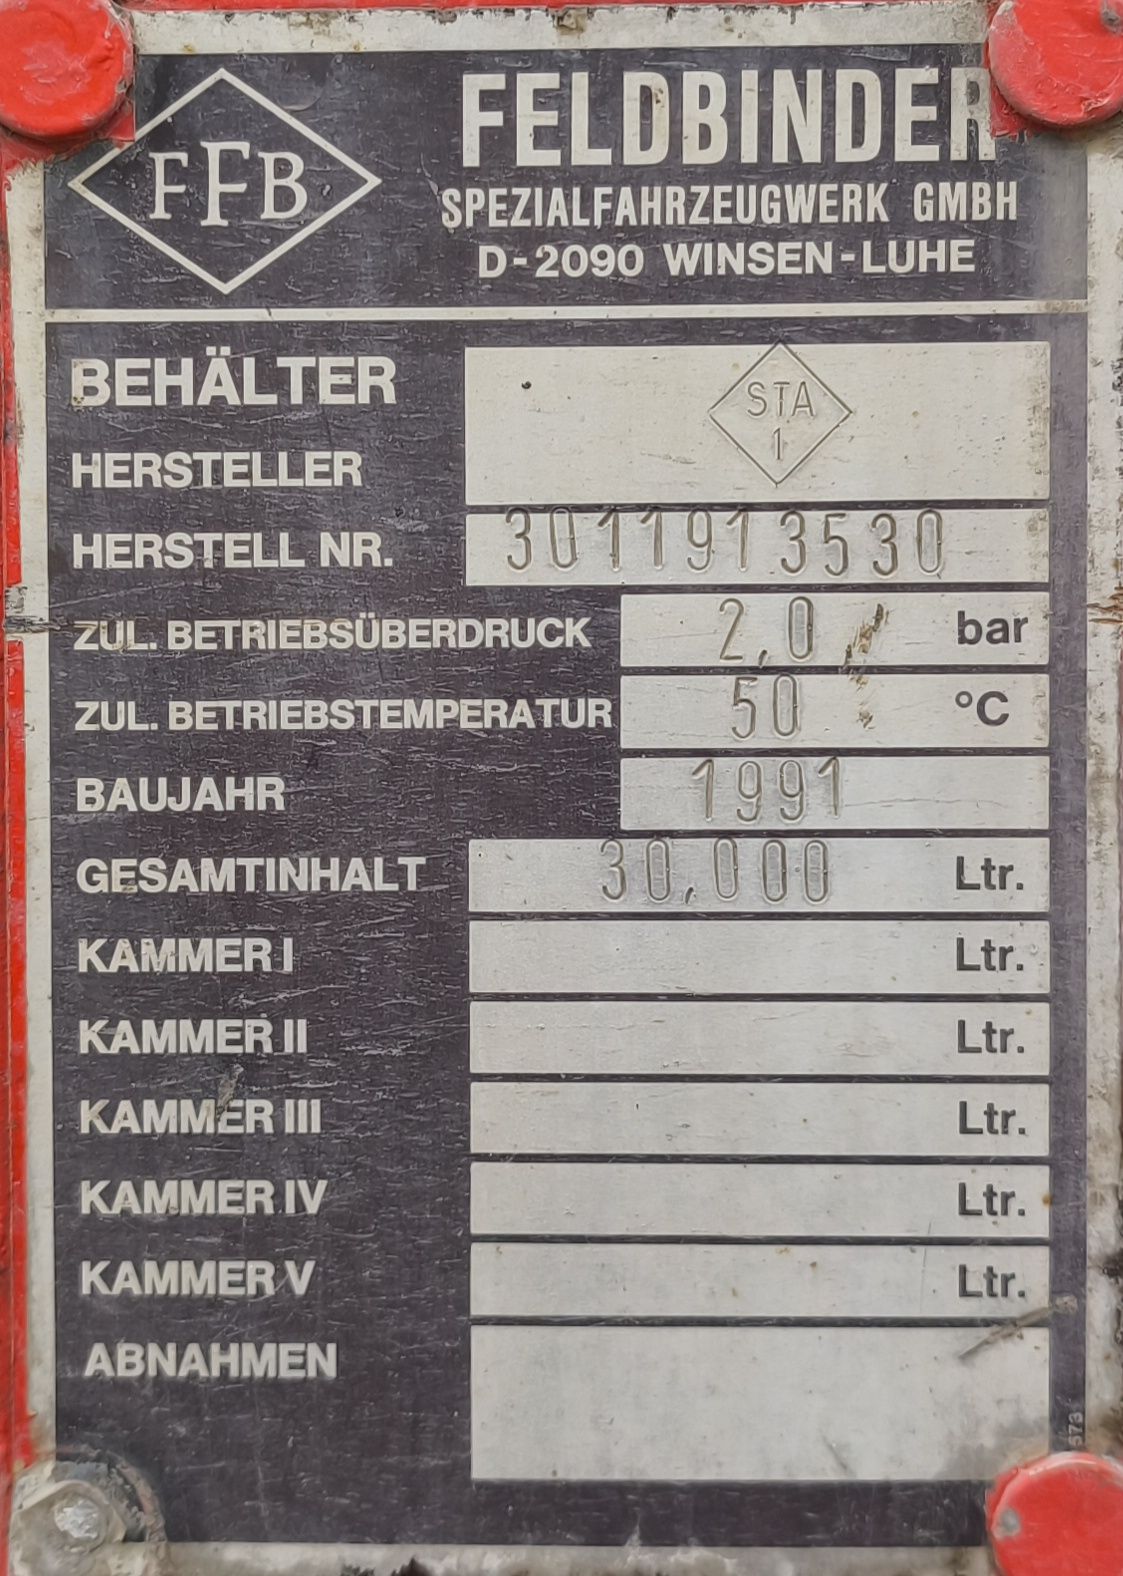 FFB
FELDBINDER
SPEZIALFAHRZEUGWERK GMBH
D-2090 WINSEN-LUHE
BEHÄLTER
STA
1
HERSTELLER
HERSTELL NR. 3011913530
ZUL. BETRIEBSÜBERDRUCK 2,0 bar
ZUL. BETRIEBSTEMPERATUR 50 °C
BAUJAHR 1991
GESAMTINHALT 30.000 Ltr.
KAMMER I Ltr.
KAMMER II Ltr.
KAMMER III Ltr.
KAMMER IV Ltr.
KAMMER V Ltr.
ABNAHMEN